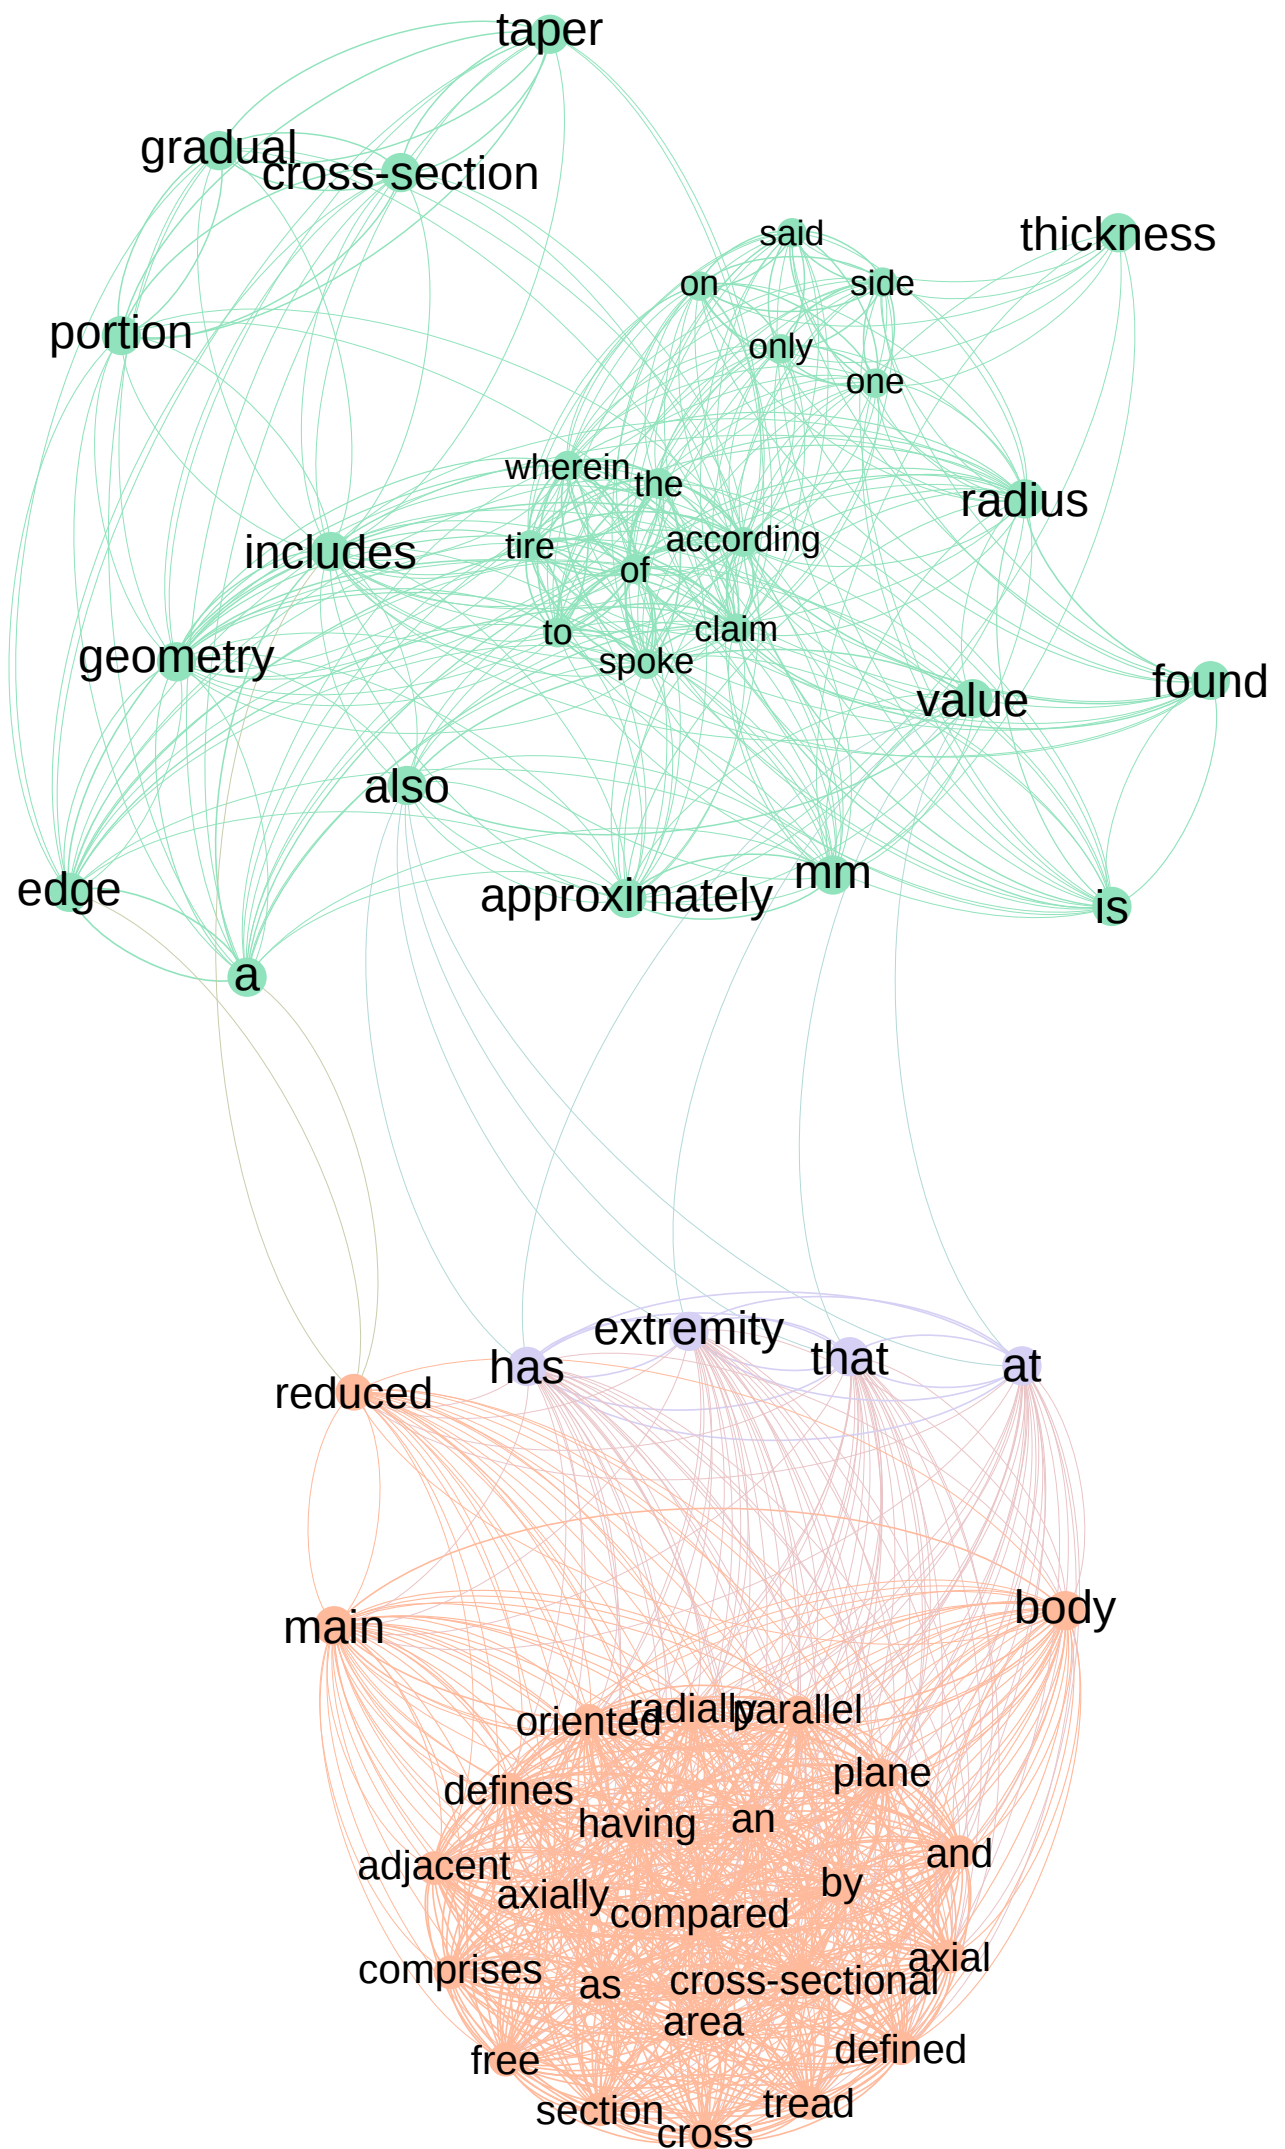 taper
gradual
cross-section
said
thickness
on
side
portion
only
one
wherein
the
radius
according
tire
includes
of
to
claim
geometry
spoke
found
value
also
mm
edge
approximately
is
a
extremity
that
has
at
reduced
body
main
radially
parallel
oriented
plane
defines
an
having
and
adjacent
by
axially
compared
axial
comprises
cross-sectional
as
area
defined
free
tread
section
cross